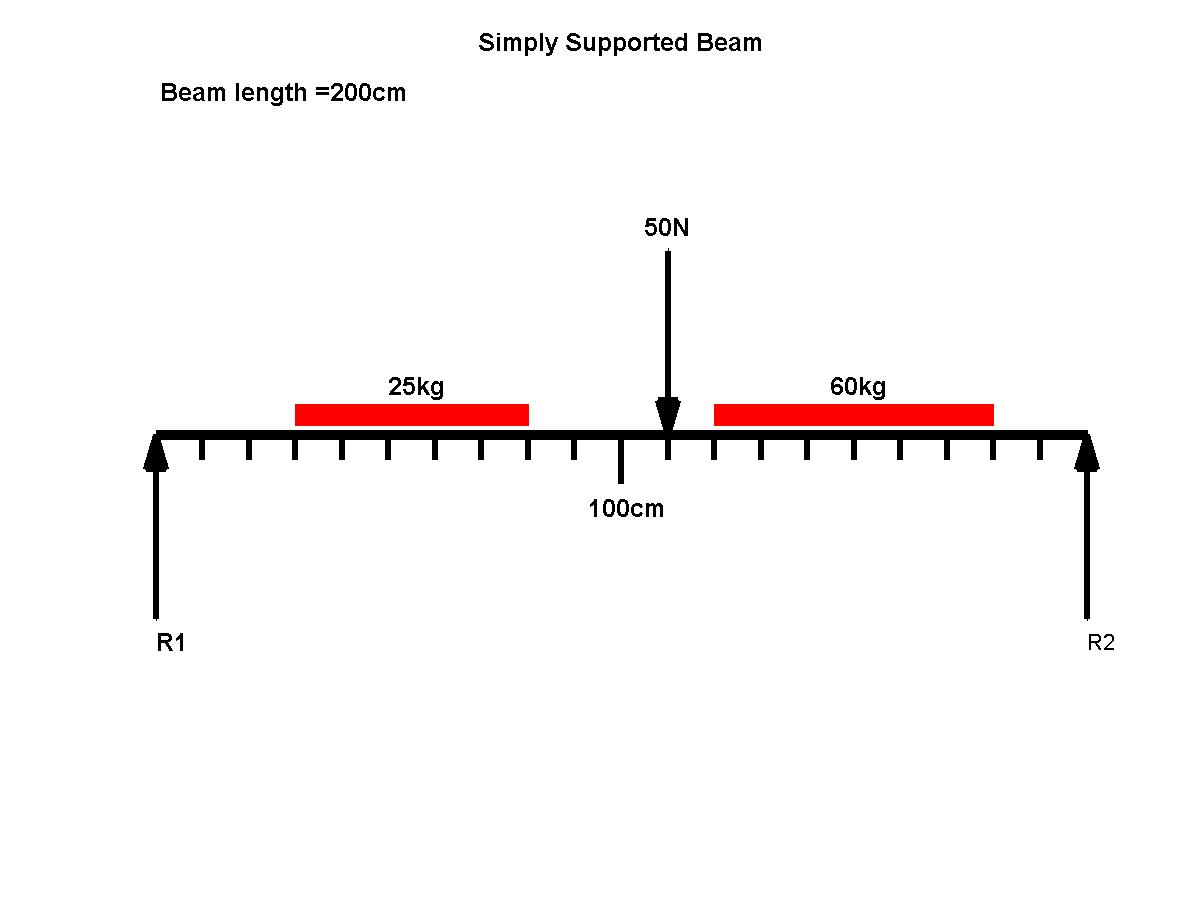 Simply Supported Beam
Beam length =200cm
50N
25kg
60kg
100cm
R1
R2